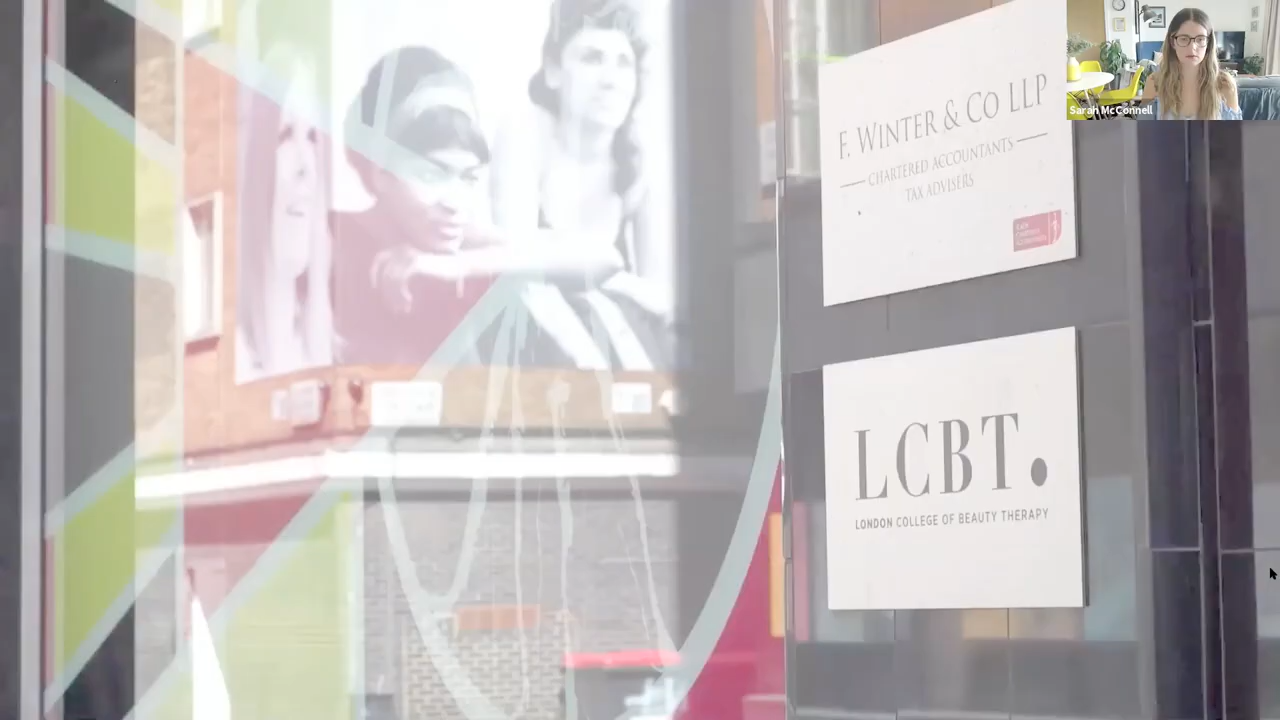 F. WINTER & CO LLP
CHARTERED ACCOUNTANTS
TAX ADVISERS
LCBT.
LONDON COLLEGE OF BEAUTY THERAPY
Sarah McConnell